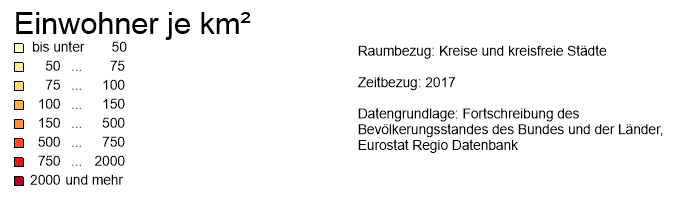 Einwohner je km²
bis unter 50
50 ... 75
75 ... 100
100 ... 150
150 ... 500
500 ... 750
750 ... 2000
2000 und mehr
Raumbezug: Kreise und kreisfreie Städte
Zeitbezug: 2017
Datengrundlage: Fortschreibung des
Bevölkerungsstandes des Bundes und der Länder,
Eurostat Regio Datenbank